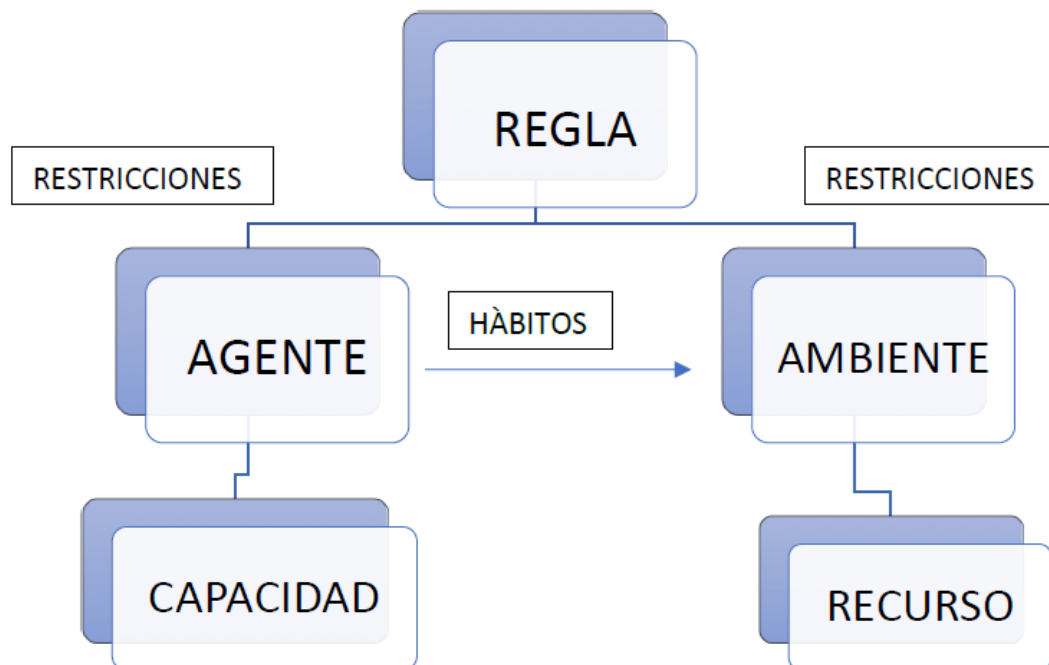 REGLA
RESTRICCIONES
RESTRICCIONES
AGENTE
HÀBITOS
AMBIENTE
CAPACIDAD
RECURSO